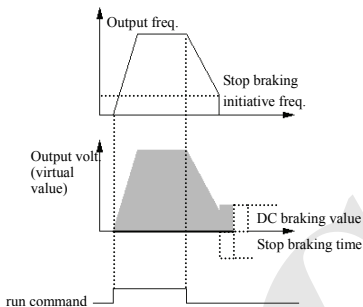 Output freq.
Stop braking
initiative freq.
Output volt.
(virtual
value)
DC braking value
Stop braking time
run command